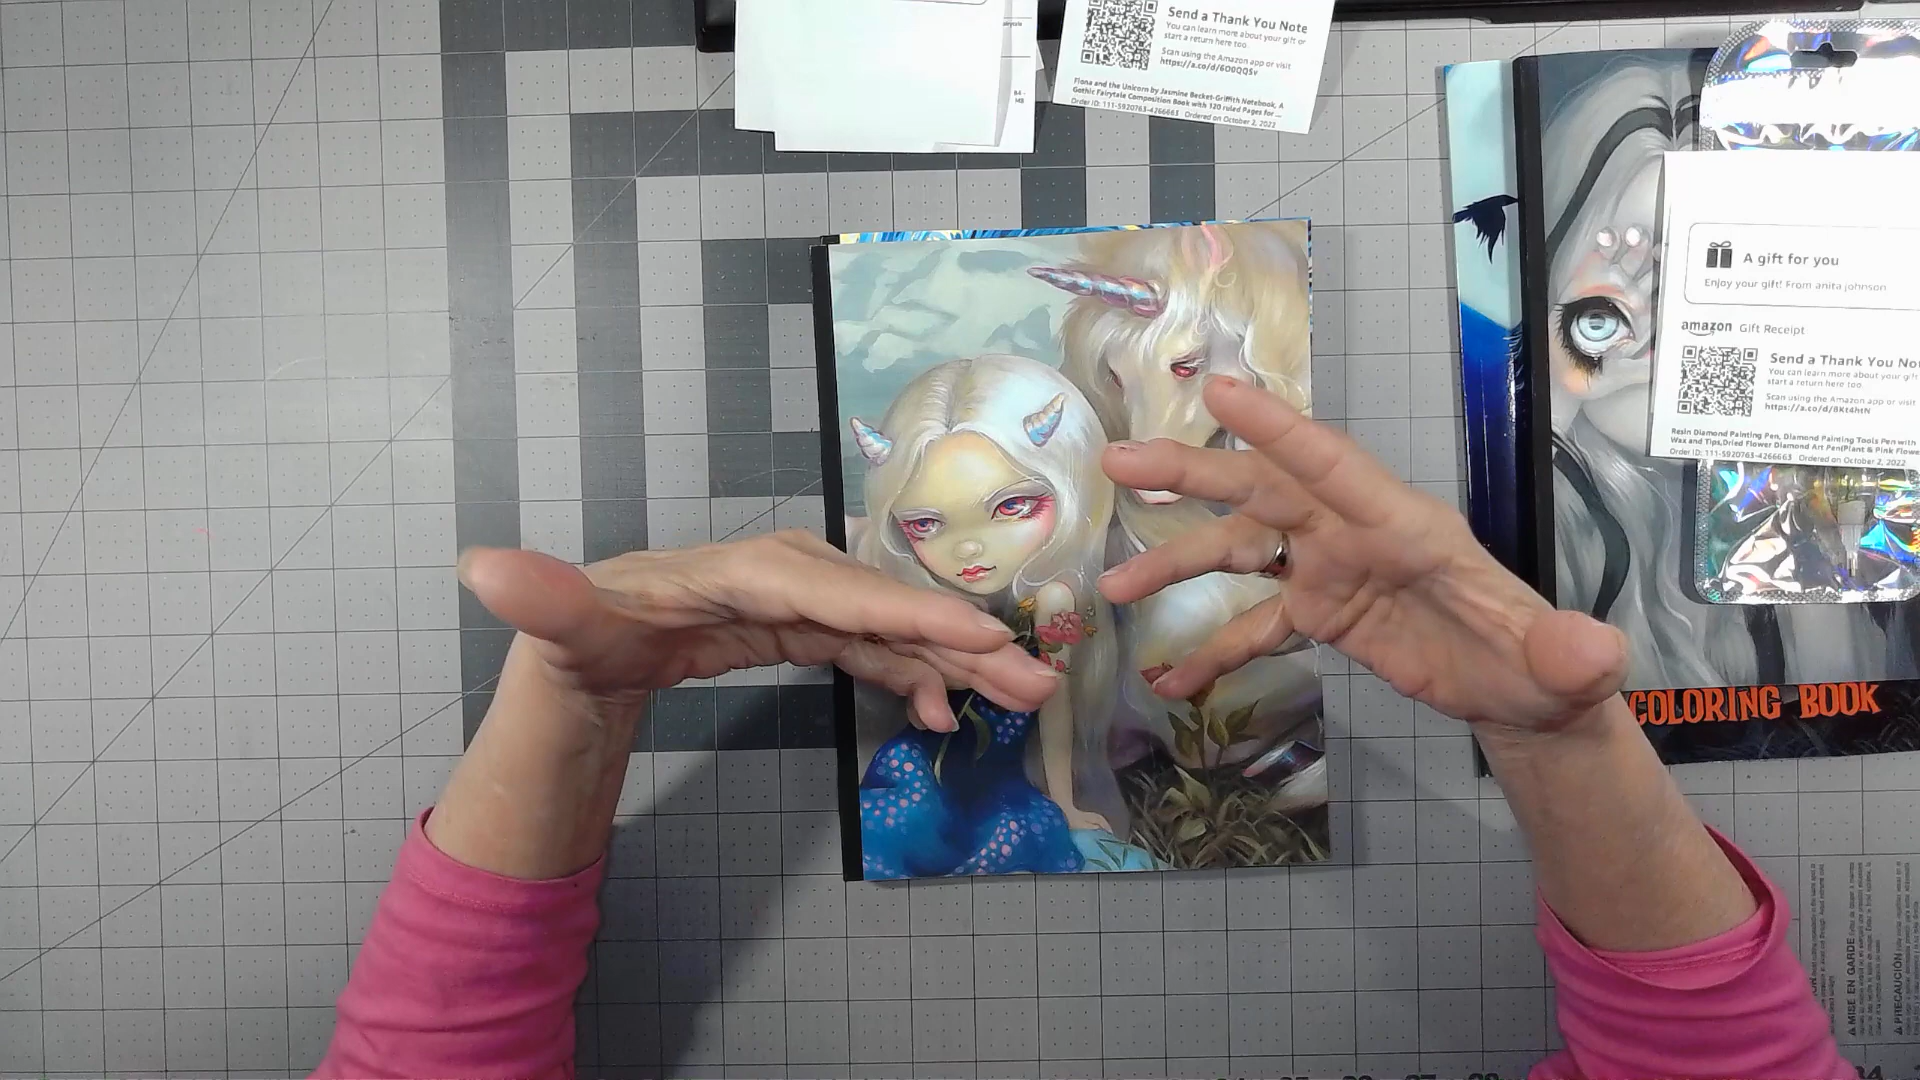 Send a Thank You Note
You can learn more about your gift or
start a return here too.
Scan using the Amazon app or visit
https://a.co/d/6O0QQSv
Fiona and the Unicorn by Jasmine Becket-Griffith Notebook, A
Gothic Fairytale Composition Book with 120 ruled Pages for ...
Order ID: 111-5920763-4266663 Ordered on October 2, 2022
A gift for you
Enjoy your gift! From anita johnson
amazon Gift Receipt
Send a Thank You Not
You can learn more about your gift
start a return here too.
Scan using the Amazon app or visit
https://a.co/d/8Kt4htN
Resin Diamond Painting Pen, Diamond Painting Tools Pen with
Wax and Tips,Dried Flower Diamond Art Pen(Plant & Pink Flowe
Order ID: 111-5920763-4266663 Ordered on October 2, 2022
COLORING BOOK
MISE EN GARDE
PRECAUCIÓN